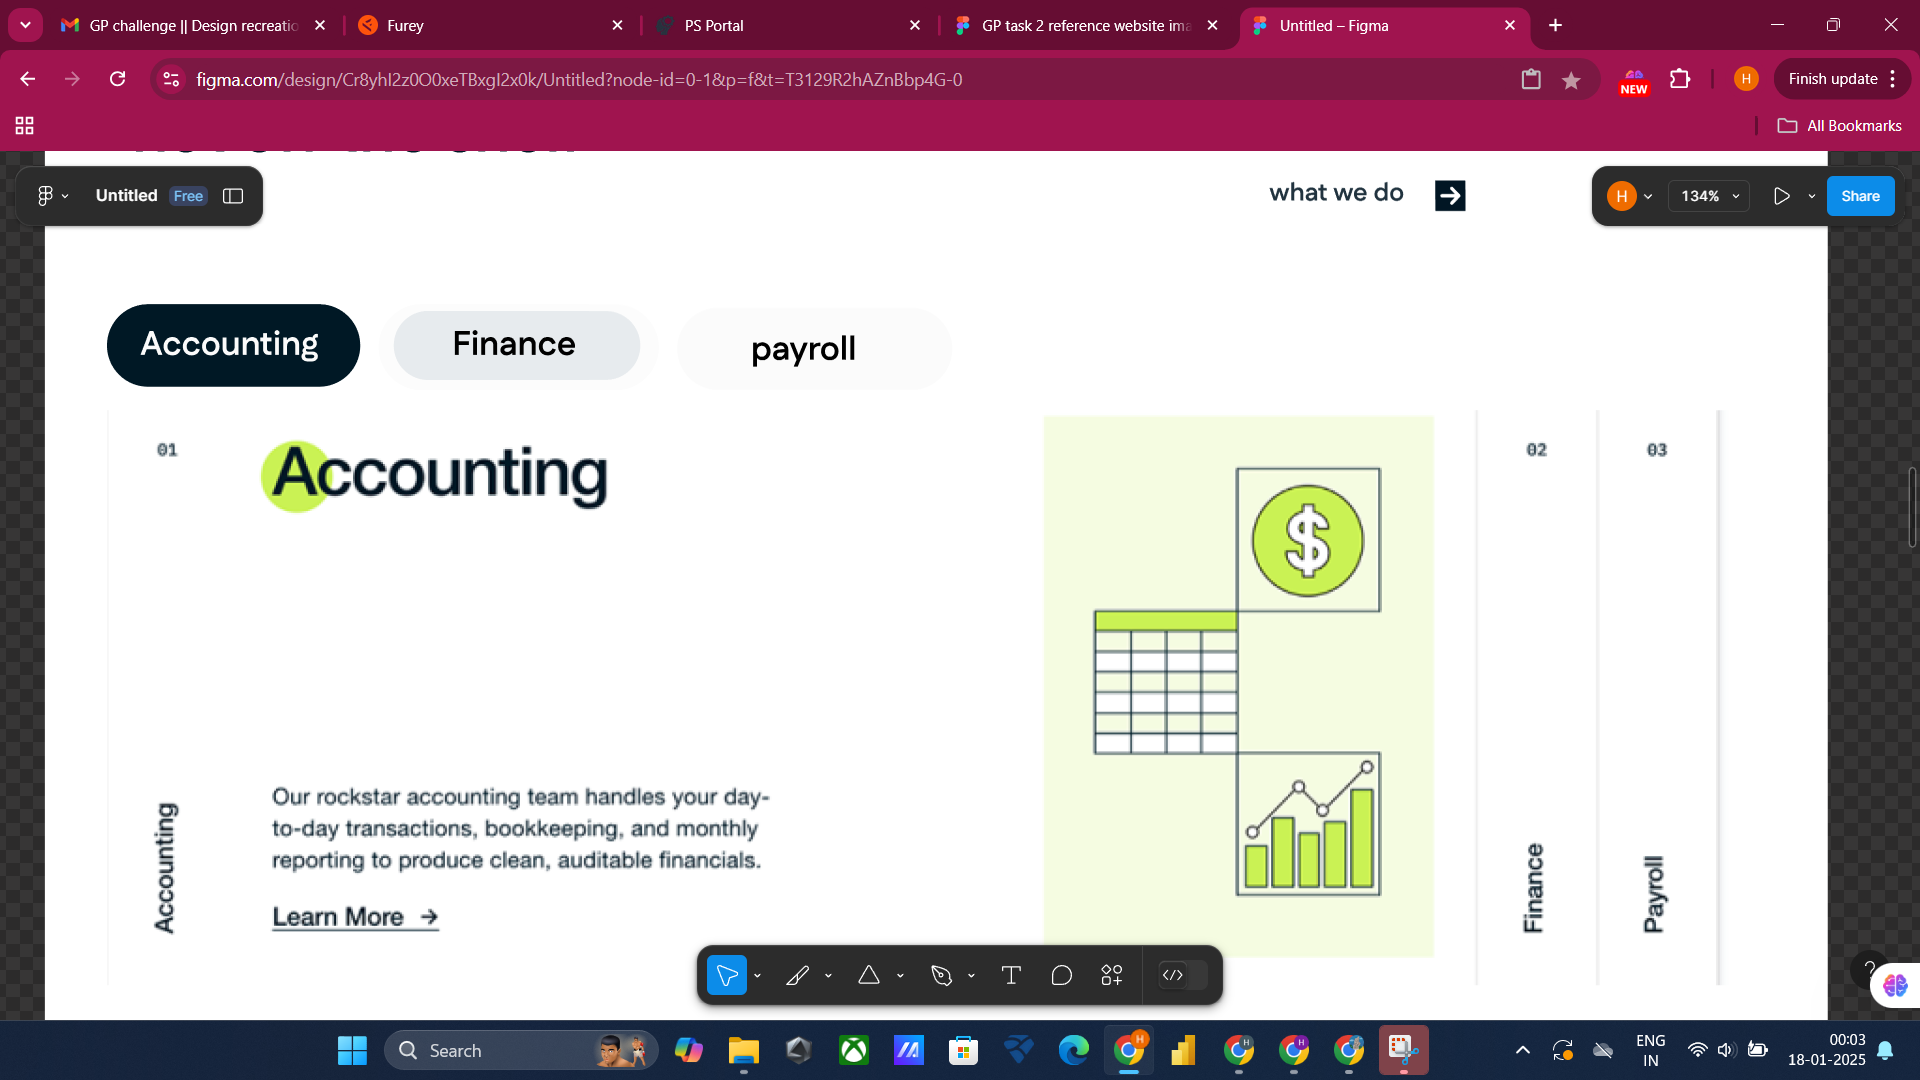 GP challenge || Design recreatio
Furey
PS Portal
GP task 2 reference website ima
Untitled – Figma
figma.com/design/Cr8yhI2z0O0xeTBxgI2x0k/Untitled?node-id=0-1&p=f&t=T3129R2hAZnBbp4G-0
NEW
H
Finish update
All Bookmarks
Untitled
Free
what we do
H
134%
Share
Accounting
Finance
payroll
01
Accounting
$
02
03
Our rockstar accounting team handles your day-
to-day transactions, bookkeeping, and monthly
reporting to produce clean, auditable financials.
Learn More →
Accounting
Finance
Payroll
?
Search
ENG
IN
00:03
18-01-2025